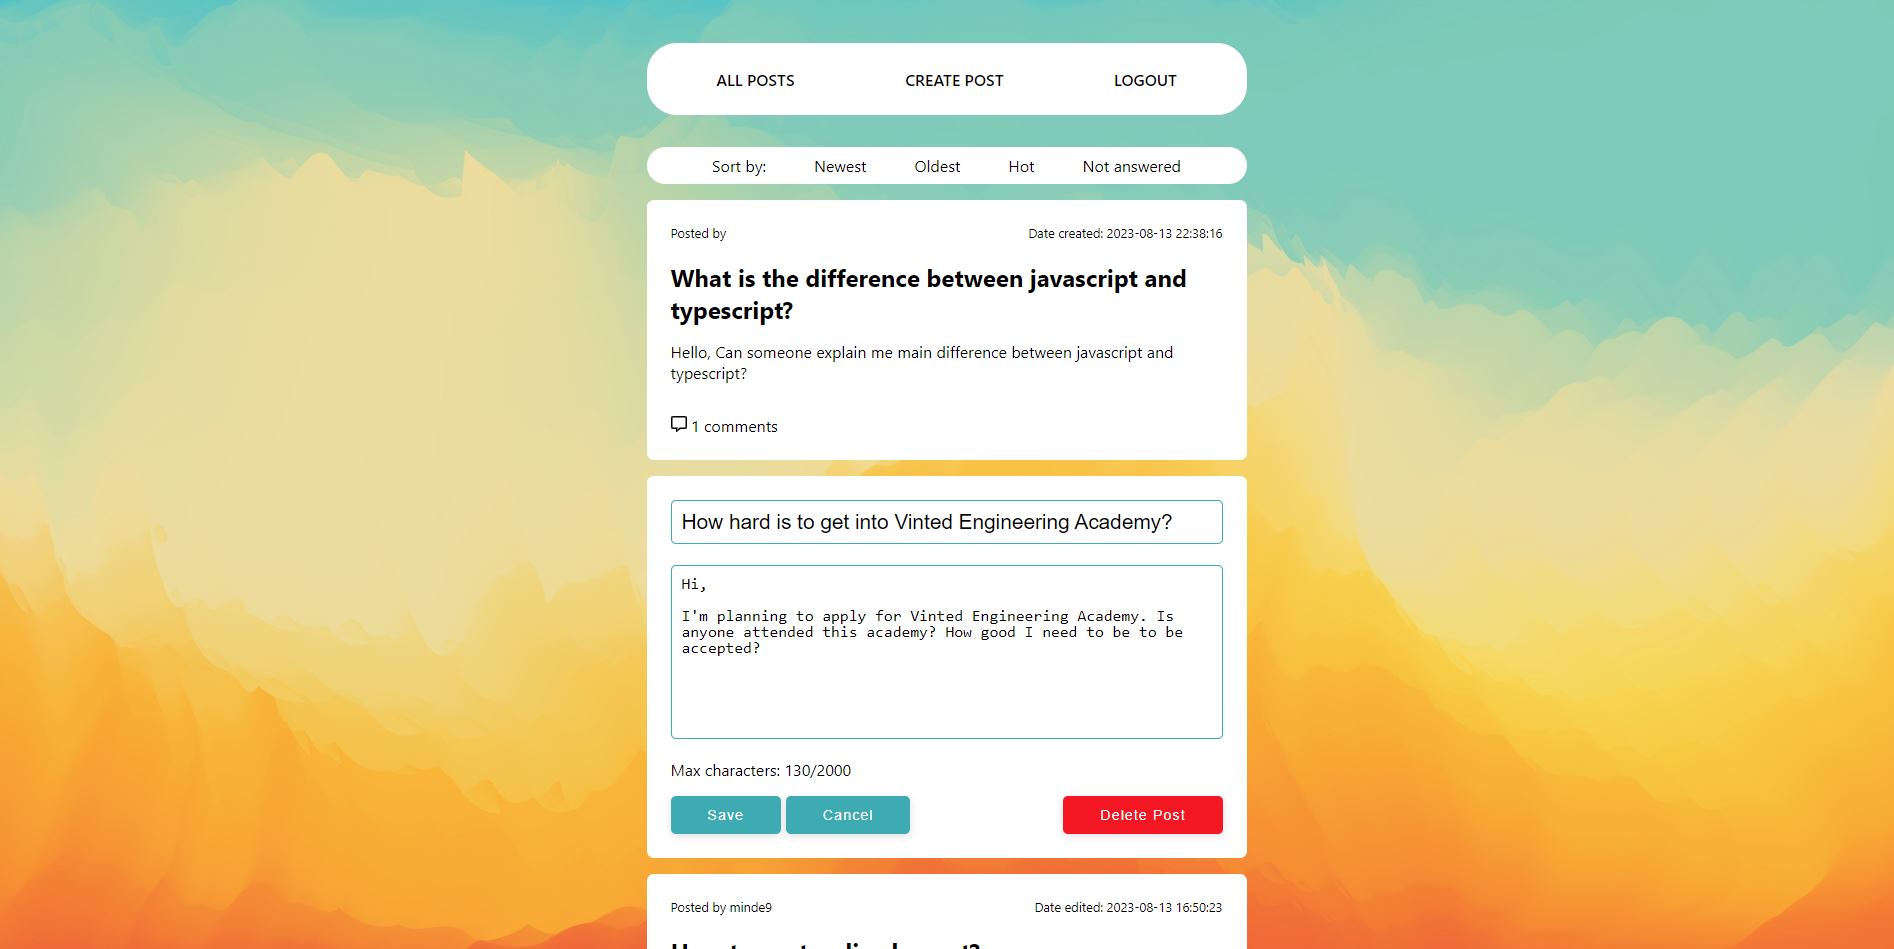 ALL POSTS CREATE POST LOGOUT
Sort by: Newest Oldest Hot Not answered
Posted by Date created: 2023-08-13 22:38:16
What is the difference between javascript and
typescript?
Hello, Can someone explain me main difference between javascript and
typescript?
1 comments
How hard is to get into Vinted Engineering Academy?
Hi,
I'm planning to apply for Vinted Engineering Academy. Is
anyone attended this academy? How good I need to be to be
accepted?
Max characters: 130/2000
Save Cancel Delete Post
Posted by minde9 Date edited: 2023-08-13 16:50:23